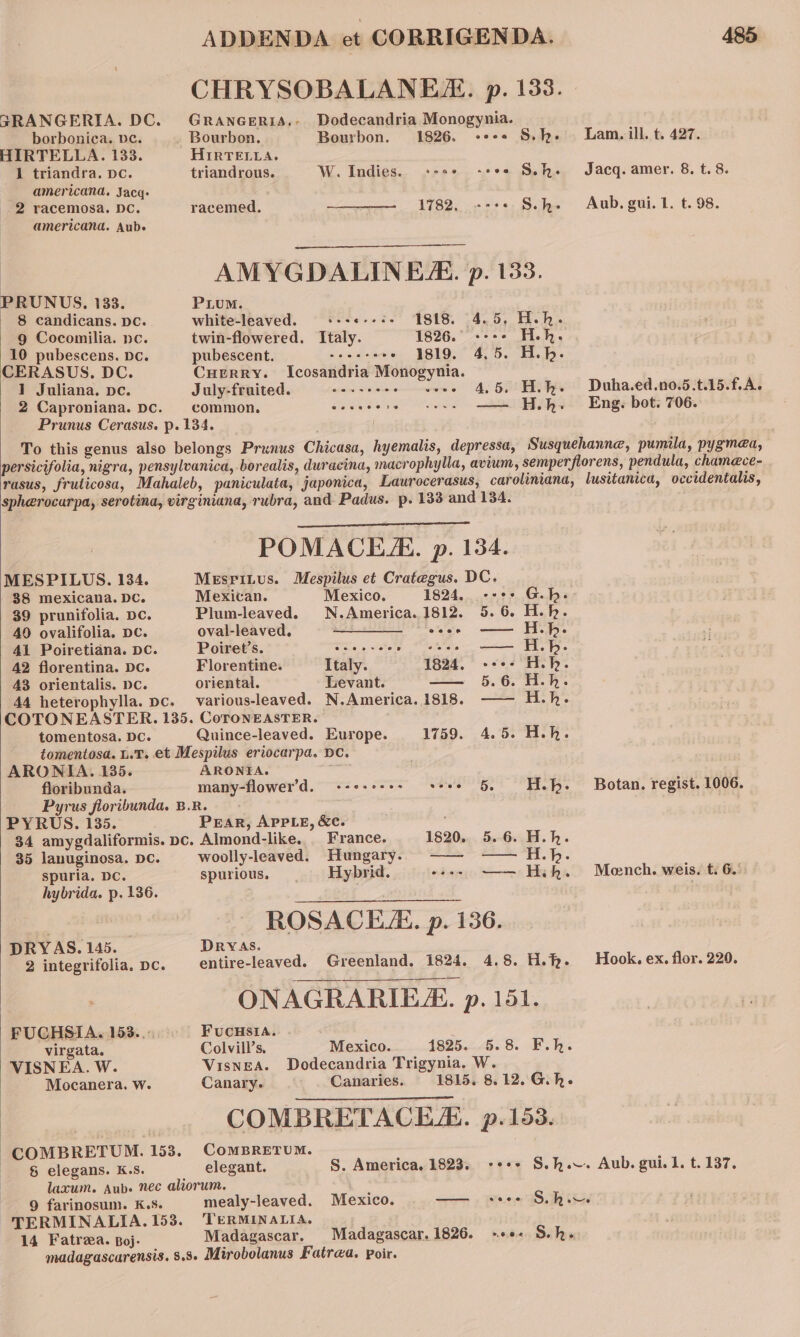 ADDENDA et CORRIGENDA. 485
CHRYSOBALANEÆ. p. 133.
GRANGERIA. DC. GRANGERIA. Dodecandria Monogynia.
borbonica. DC. Bourbon. Bourbon. 1826. .... S.♄. Lam. ill. t. 427.
HIRTELLA. 133. HIRTELLA.
1 triandra. DC. triandrous. W. Indies. .... .... S.♄. Jacq. amer. 8. t. 8.
americana. Jacq.
2 racemosa. DC. racemed. ——— 1782. .... S.♄. Aub. gui. 1. t. 98.
americana. Aub.
AMYGDALINEÆ. p. 133.
PRUNUS. 133. PLUM.
8 candicans. DC. white-leaved. ........ 1818. 4.5. H.♄.
9 Cocomilia. DC. twin-flowered. Italy. 1826. .... H.♄.
10 pubescens. DC. pubescent. ........ 1819. 4.5. H.♄.
CERASUS. DC. CHERRY. Icosandria Monogynia.
1 Juliana. DC. July-fruited. ........ .... 4.5. H.♄. Duha.ed.no.5.t.15.f.A.
2 Caproniana. DC. common. ........ .... —— H.♄. Eng. bot. 706.
Prunus Cerasus. p. 134.
To this genus also belongs Prunus Chicasa, hyemalis, depressa, Susquehannæ, pumila, pygmæa,
persicifolia, nigra, pensylvanica, borealis, duracina, macrophylla, avium, semperflorens, pendula, chamæce-
rasus, fruticosa, Mahaleb, paniculata, japonica, Laurocerasus, caroliniana, lusitanica, occidentalis,
sphærocarpa, serotina, virginiana, rubra, and Padus. p. 133 and 134.
POMACEÆ. p. 134.
MESPILUS. 134. MESPILUS. Mespilus et Cratægus. DC.
38 mexicana. DC. Mexican. Mexico. 1824. .... G.♄.
39 prunifolia. DC. Plum-leaved. N.America. 1812. 5.6. H.♄.
40 ovalifolia. DC. oval-leaved. ——— .... —— H.♄.
41 Poiretiana. DC. Poiret's. ........ .... —— H.♄.
42 florentina. DC. Florentine. Italy. 1824. .... H.♄.
43 orientalis. DC. oriental. Levant. —— 5.6. H.♄.
44 heterophylla. DC. various-leaved. N.America. 1818. —— H.♄.
COTONEASTER. 135. COTONEASTER.
tomentosa. DC. Quince-leaved. Europe. 1759. 4.5. H.♄.
tomentosa. L.T. et Mespilus eriocarpa. DC.
ARONIA. 135. ARONIA.
floribunda. many-flower'd. ........ .... 5. H.♄. Botan. regist. 1006.
Pyrus floribunda. B.R.
PYRUS. 135. PEAR, APPLE, &c.
34 amygdaliformis. DC. Almond-like. France. 1820. 5.6. H.♄.
35 lanuginosa. DC. woolly-leaved. Hungary. —— —— H.♄.
spuria. DC. spurious. Hybrid. .... —— H.♄. Mœnch. weis. t. 6.
hybrida. p. 136.
ROSACEÆ. p. 136.
DRYAS. 145. DRYAS.
2 integrifolia. DC. entire-leaved. Greenland. 1824. 4.8. H.♄. Hook. ex. flor. 220.
ONAGRARIEÆ. p. 151.
FUCHSIA. 153. FUCHSIA.
virgata. Colvill's. Mexico. 1825. 5.8. F.♄.
VISNEA. W. VISNEA. Dodecandria Trigynia. W.
Mocanera. W. Canary. Canaries. 1815. 8.12. G.♄.
COMBRETACEÆ. p. 153.
COMBRETUM. 153. COMBRETUM.
8 elegans. K.S. elegant. S. America. 1823. .... S.♄.⁓. Aub. gui. 1. t. 137.
laxum. Aub. nec aliorum.
9 farinosum. K.S. mealy-leaved. Mexico. —— .... S.♄.⁓.
TERMINALIA. 153. TERMINALIA.
14 Fatræa. Boj. Madagascar. Madagascar. 1826. .... S.♄.
madagascarensis. S.S. Mirobolanus Fatræa. Poir.